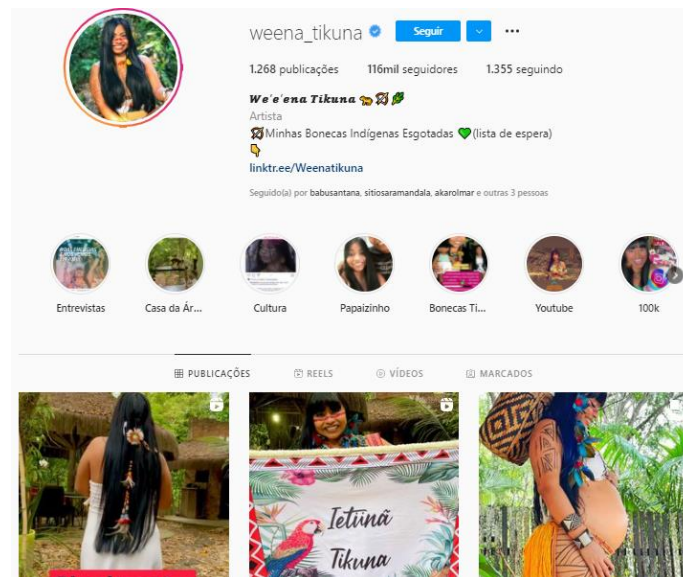 weena_tikuna Seguir
1.268 publicações 116mil seguidores 1.355 seguindo
We'e'ena Tikuna
Artista
Minhas Bonecas Indígenas Esgotadas 💚(lista de espera)
linktr.ee/Weenatikuna
Seguido(a) por babusantana, sitiosaramandala, akarolmar e outras 3 pessoas
Entrevistas Casa da Ár... Cultura Papaizinho Bonecas Ti... Youtube 100k
PUBLICAÇÕES REELS VÍDEOS MARCADOS
Ietünã
Tikuna